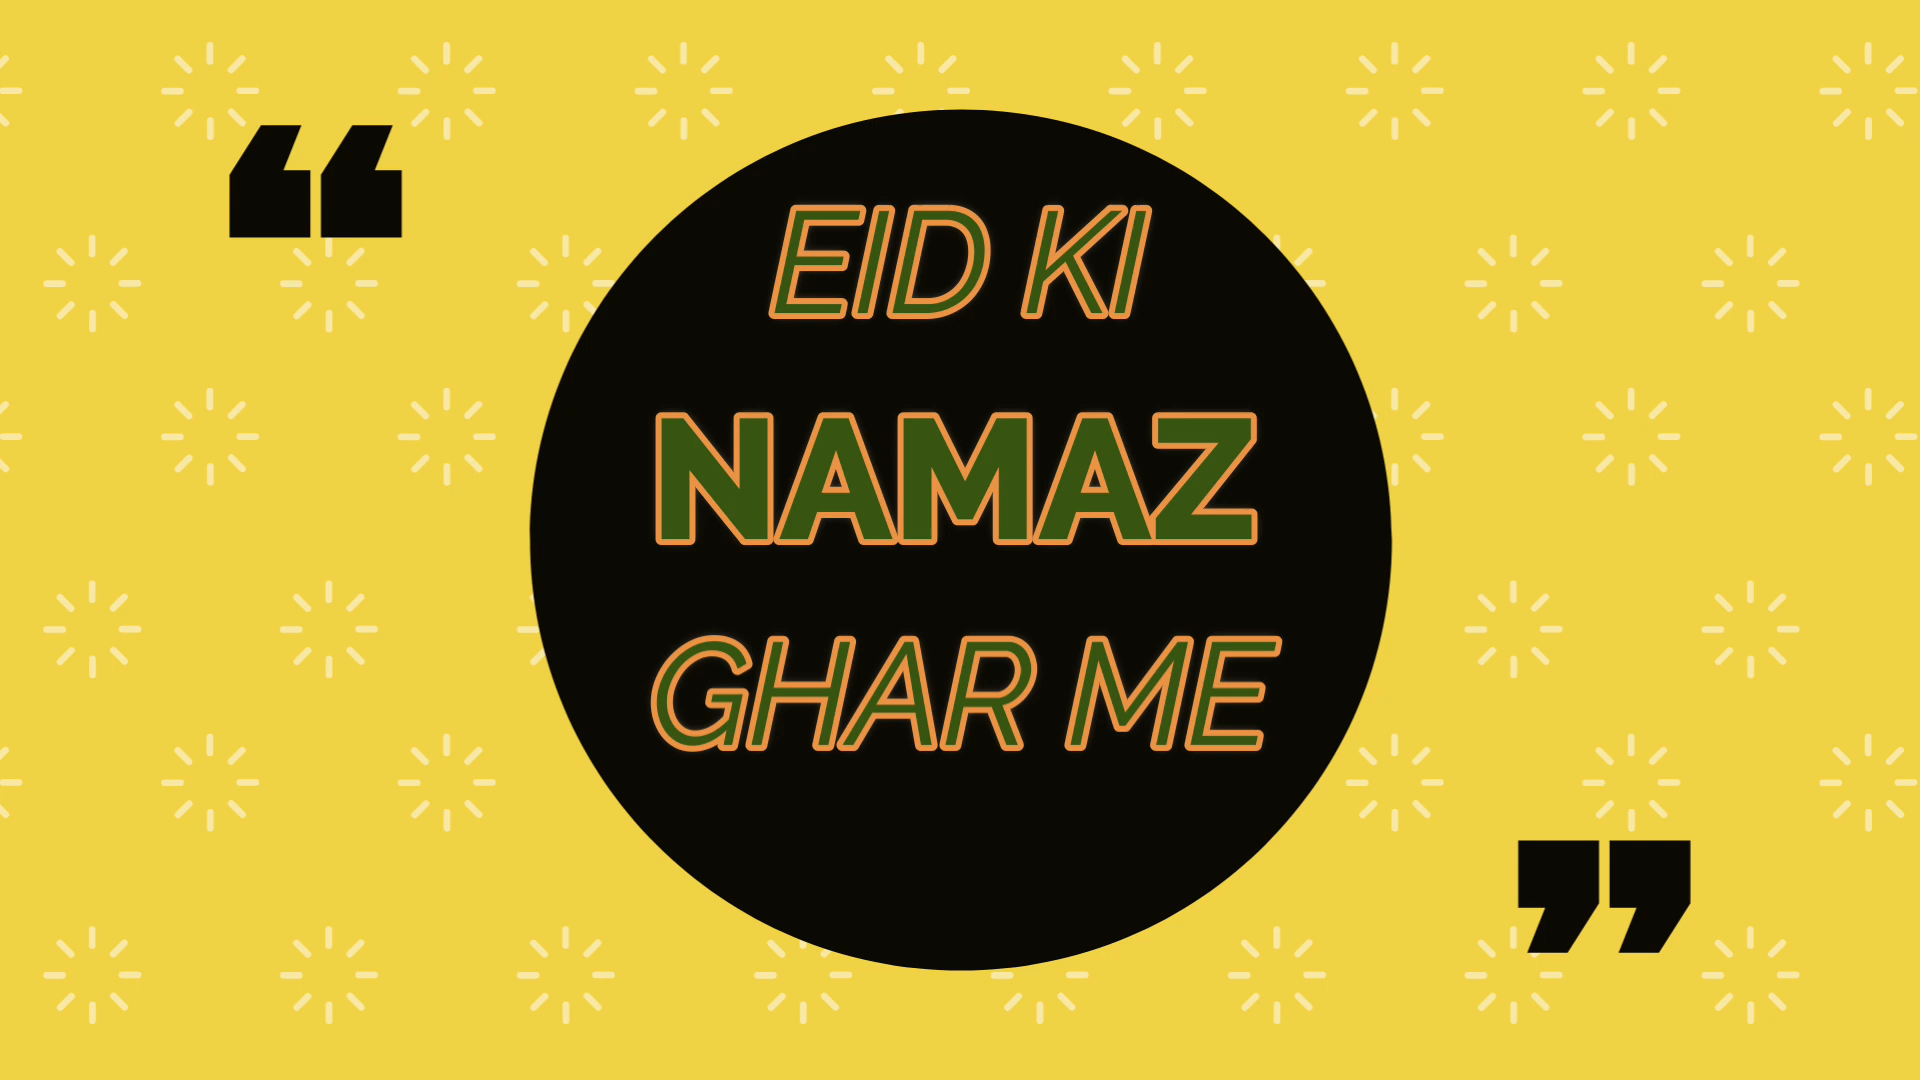 “
EID KI
NAMAZ
GHAR ME
”